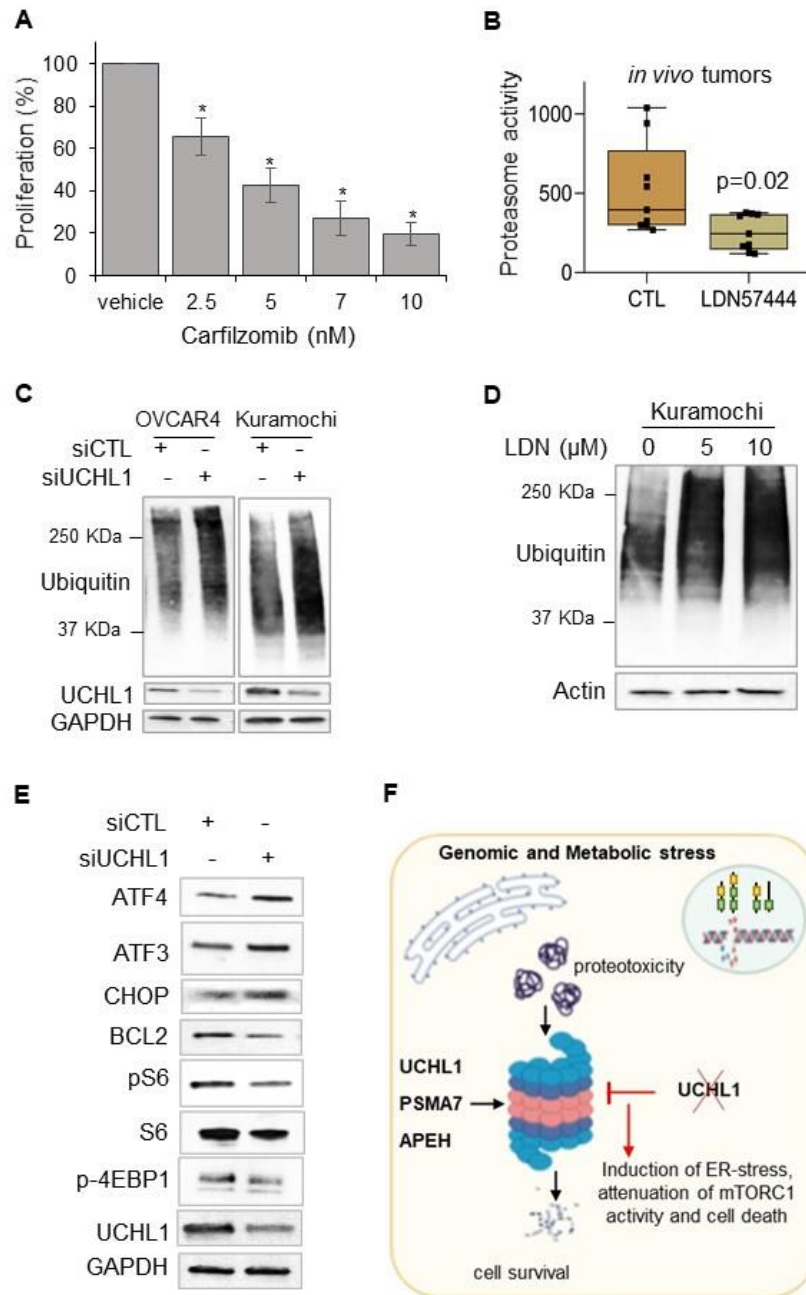 A
Proliferation (%)
100
80
60
40
20
0
*
*
*
*
vehicle 2.5 5 7 10
Carfilzomib (nM)
B
in vivo tumors
Proteasome activity
1000
500
0
p=0.02
CTL LDN57444
C
OVCAR4 Kuramochi
siCTL + - + -
siUCHL1 - + - +
250 KDa
Ubiquitin
37 KDa
UCHL1
GAPDH
D
Kuramochi
LDN (µM) 0 5 10
250 KDa
Ubiquitin
37 KDa
Actin
E
siCTL + -
siUCHL1 - +
ATF4
ATF3
CHOP
BCL2
pS6
S6
p-4EBP1
UCHL1
GAPDH
F
Genomic and Metabolic stress
proteotoxicity
UCHL1
PSMA7
APEH
UCHL1
Induction of ER-stress,
attenuation of mTORC1
activity and cell death
cell survival